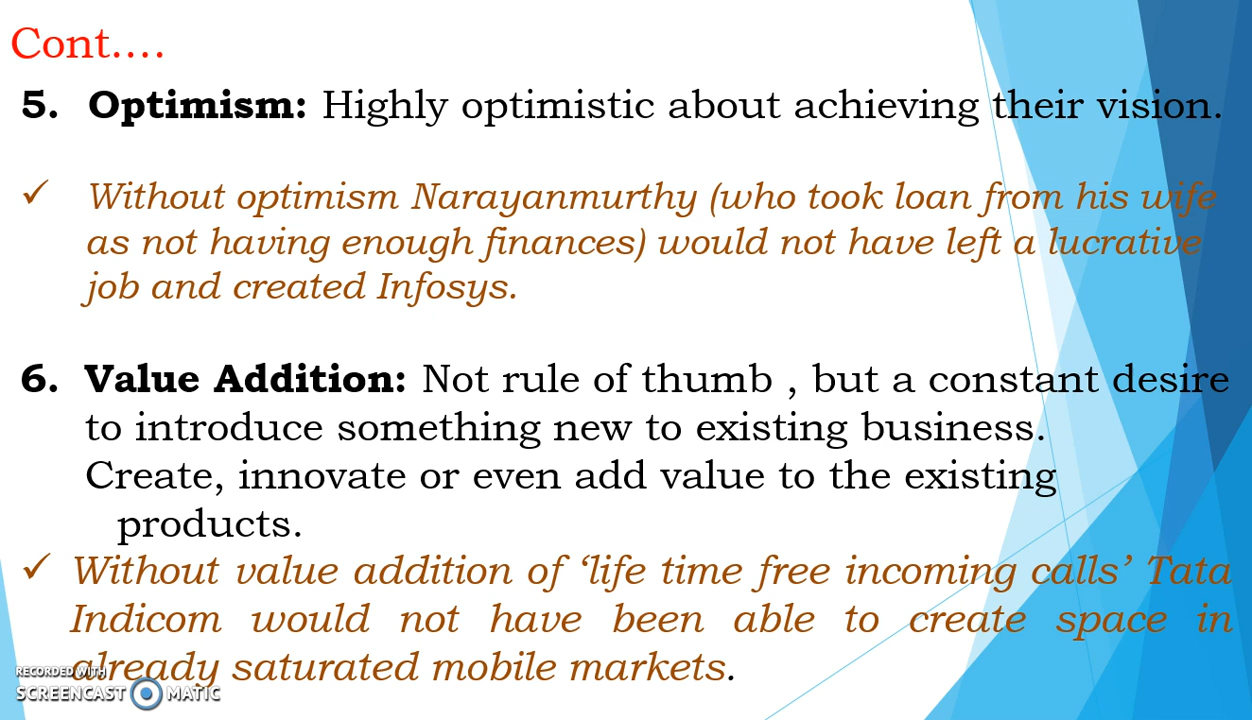 Cont....
5. Optimism: Highly optimistic about achieving their vision.
✓ Without optimism Narayanmurthy (who took loan from his wife
as not having enough finances) would not have left a lucrative
job and created Infosys.
6. Value Addition: Not rule of thumb , but a constant desire
to introduce something new to existing business.
Create, innovate or even add value to the existing
products.
✓ Without value addition of ‘life time free incoming calls’ Tata
Indicom would not have been able to create space in
already saturated mobile markets.
RECORDED WITH
SCREENCAST MATIC